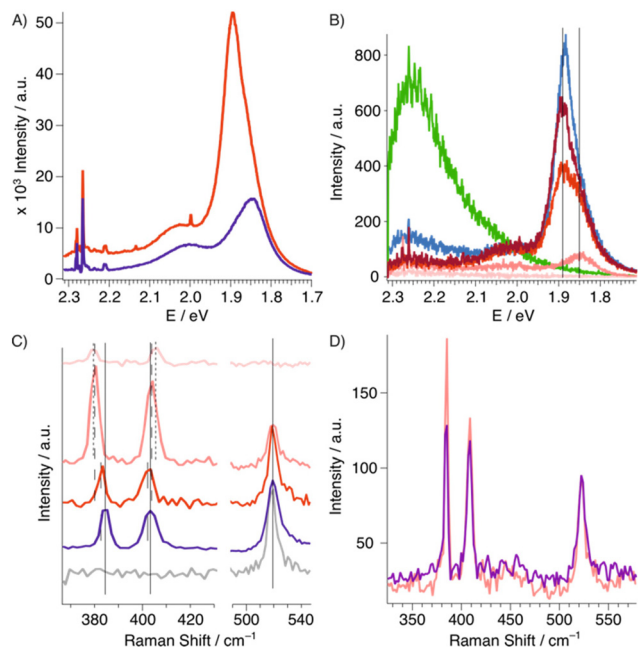 A)
x 10³ Intensity / a.u.
50
40
30
20
10
0
2.3 2.2 2.1 2.0 1.9 1.8 1.7
E / eV
B)
Intensity / a.u.
800
600
400
200
0
2.3 2.2 2.1 2.0 1.9 1.8
E / eV
C)
Intensity / a.u.
380 400 420 500 520 540
Raman Shift / cm⁻¹
D)
Intensity / a.u.
150
100
50
350 400 450 500 550
Raman Shift / cm⁻¹